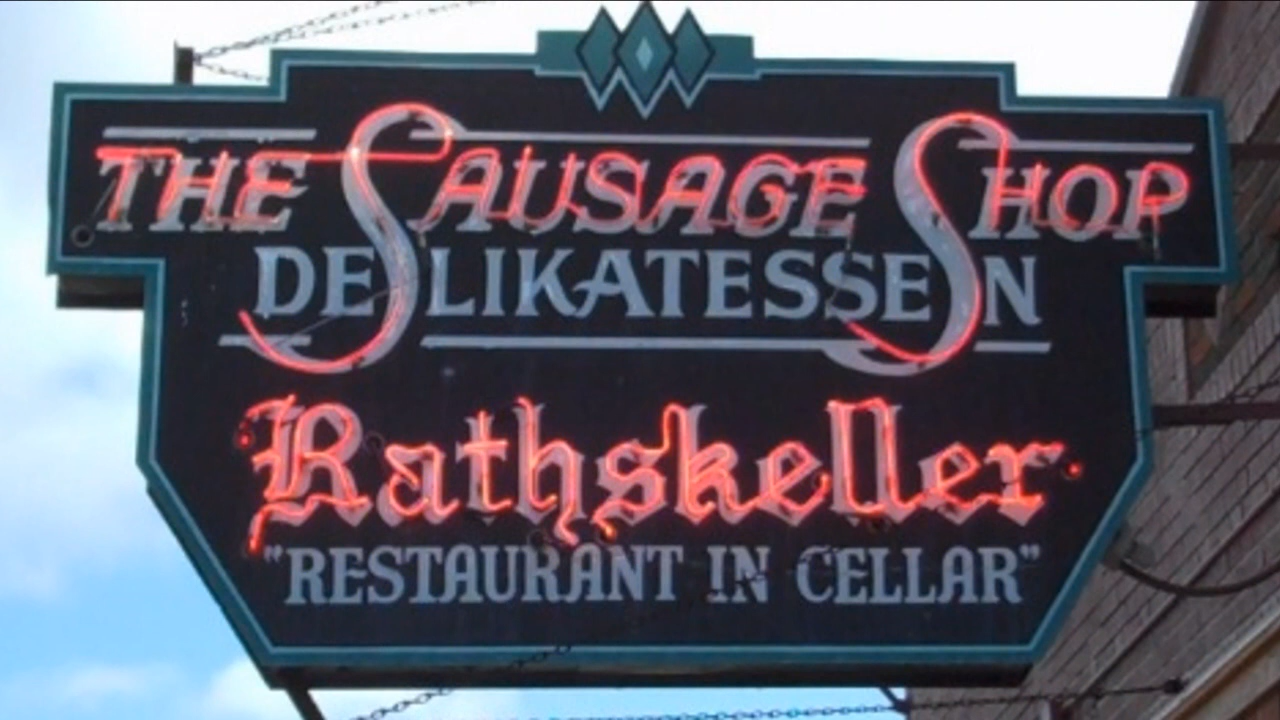 THE SAUSAGE SHOP
DELIKATESSEN
Rathskeller
"RESTAURANT IN CELLAR"